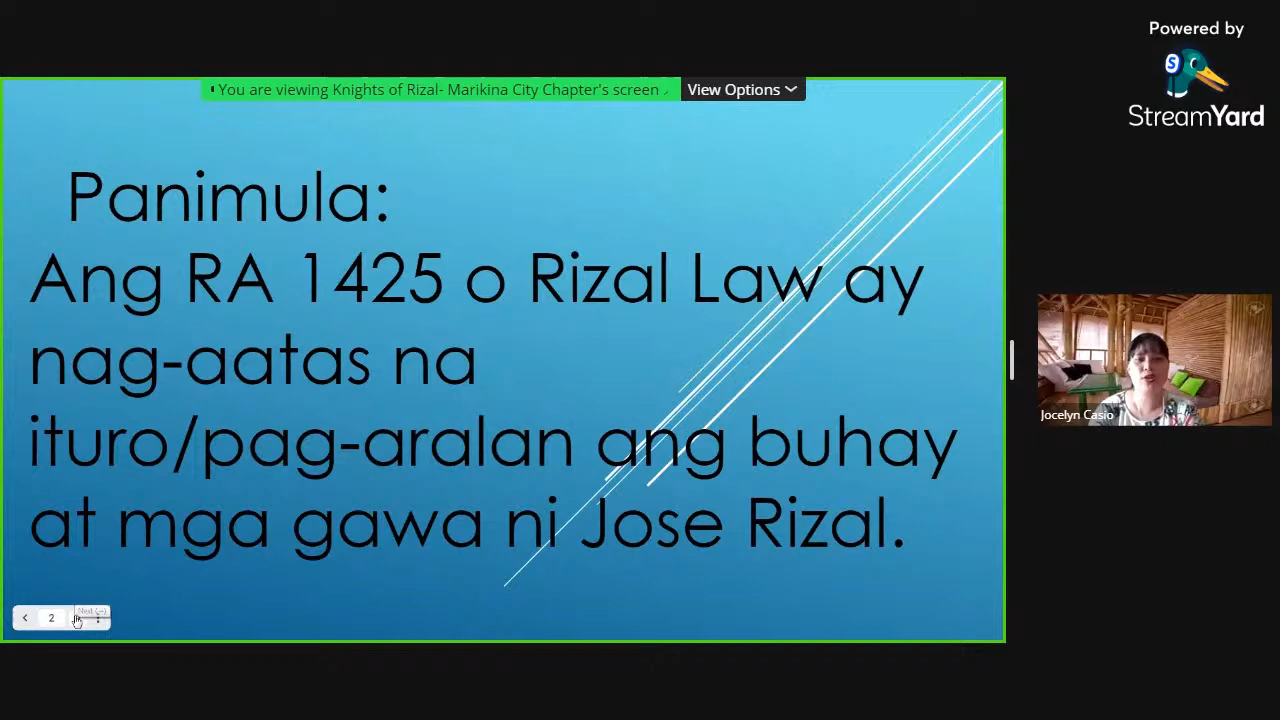 Powered by
StreamYard
You are viewing Knights of Rizal- Marikina City Chapter's screen
View Options
Panimula:
Ang RA 1425 o Rizal Law ay
nag-aatas na
ituro/pag-aralan ang buhay
at mga gawa ni Jose Rizal.
Jocelyn Casio
2